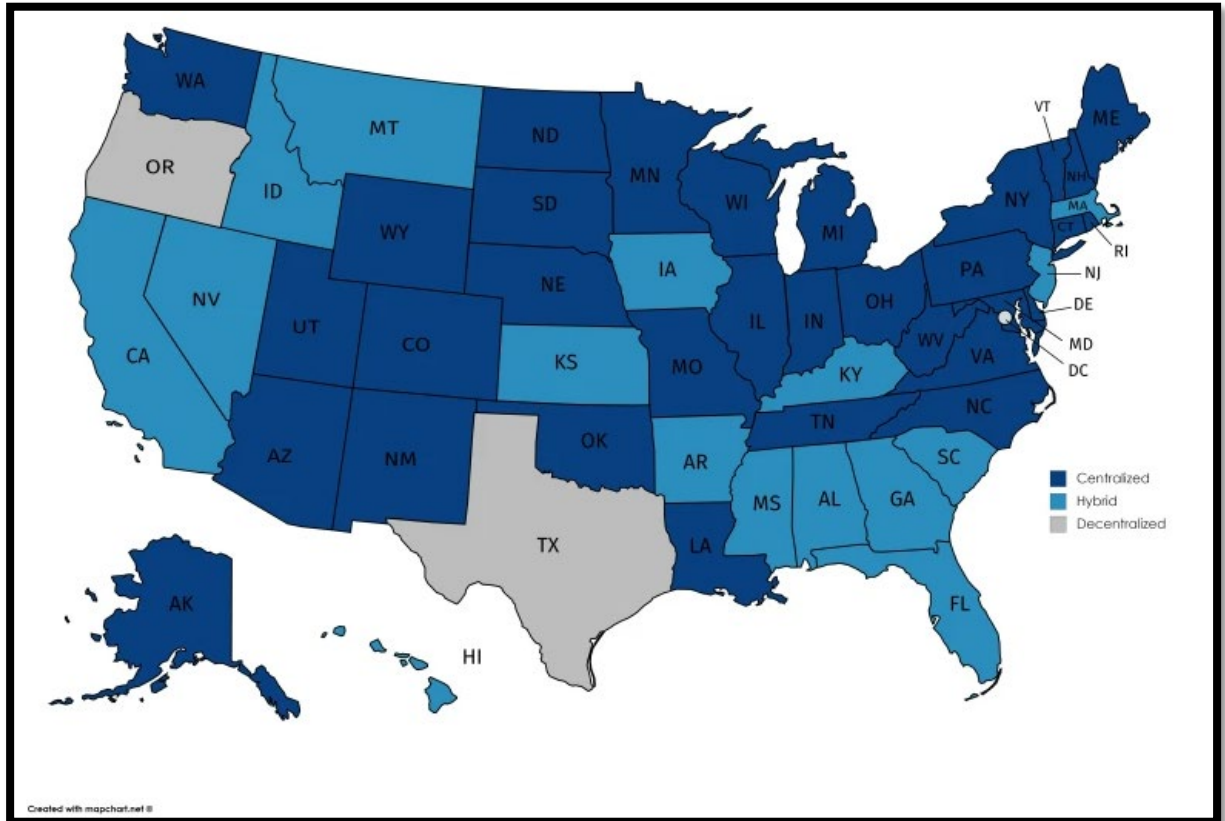 WA
OR
MT
ID
ND
MN
SD
WY
WI
MI
NY
VT
NH
ME
MA
CT
RI
NJ
DE
MD
DC
PA
IA
NE
NV
UT
CO
CA
KS
MO
IL
IN
OH
WV
VA
KY
NC
TN
SC
AZ
NM
OK
AR
MS
AL
GA
TX
LA
FL
AK
HI
Centralized
Hybrid
Decentralized
Created with mapchart.net ©